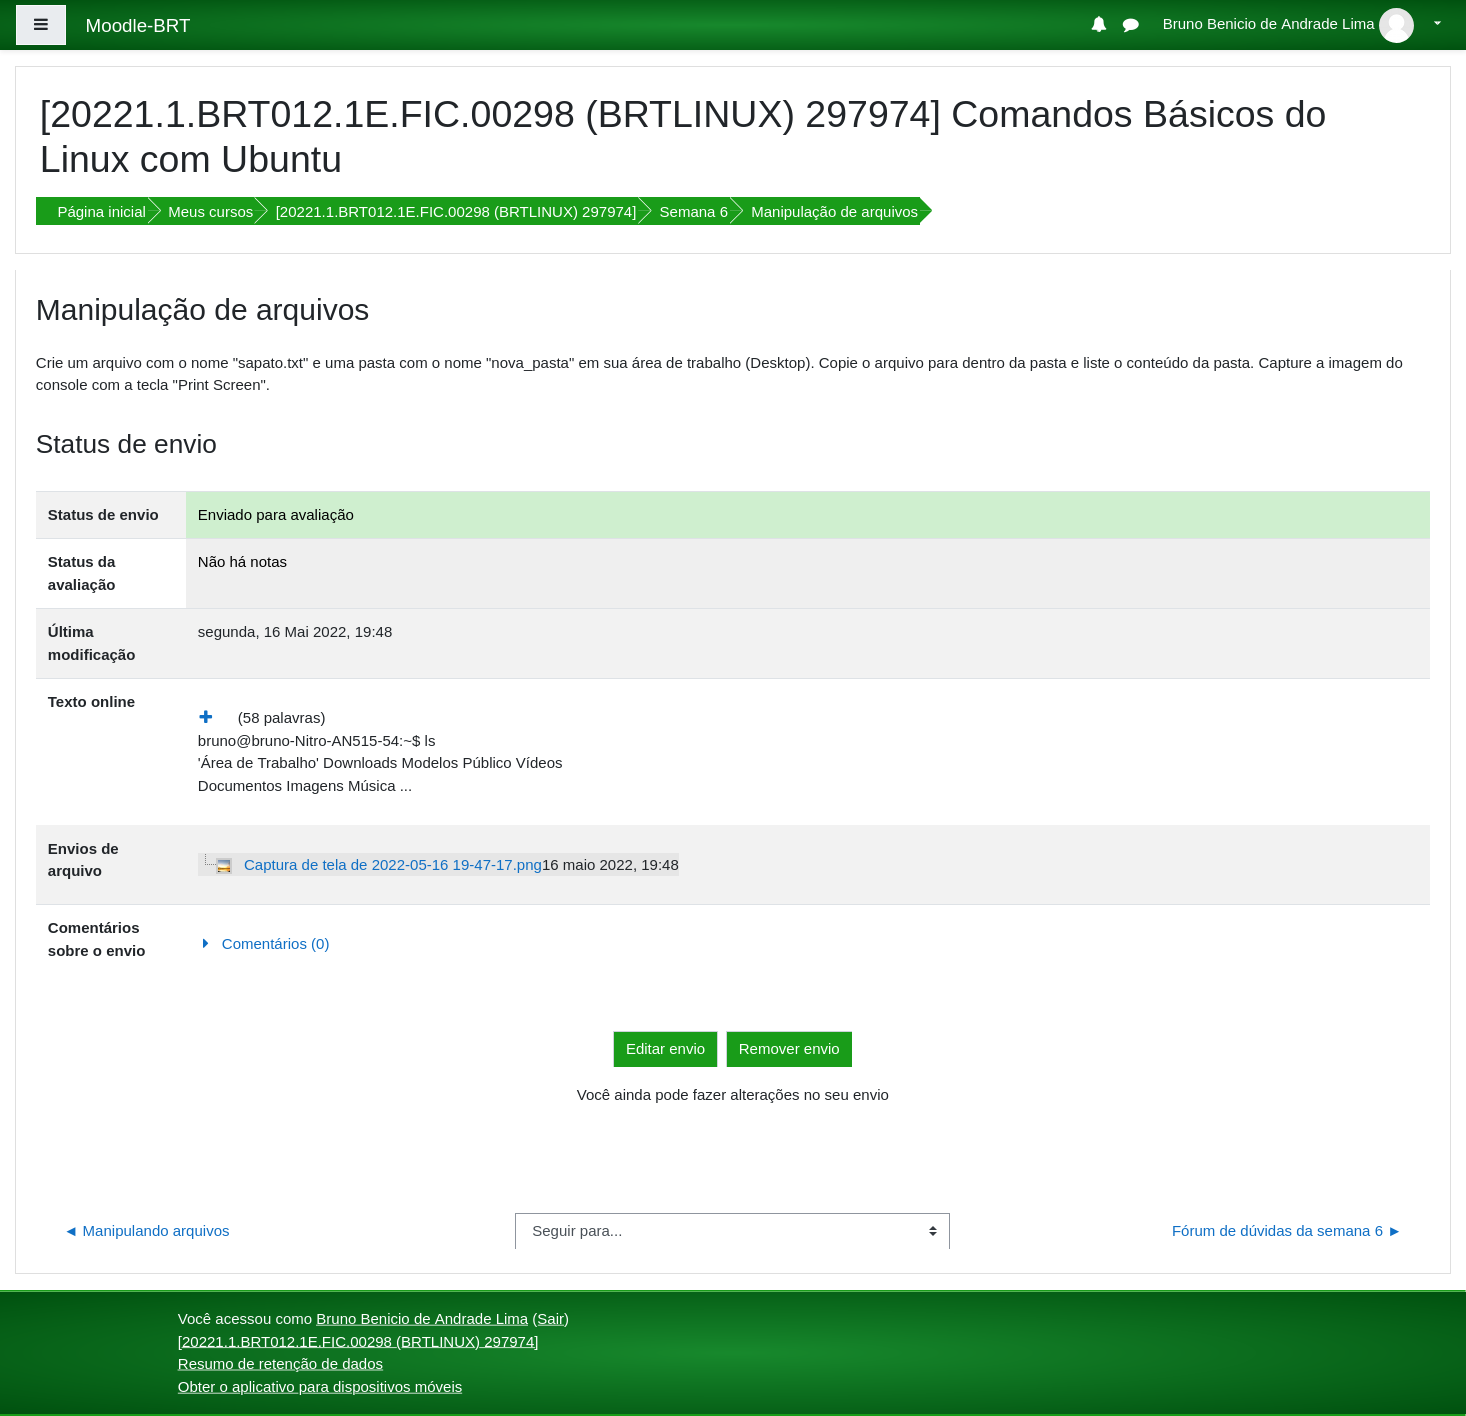 Moodle-BRT
Bruno Benicio de Andrade Lima
[20221.1.BRT012.1E.FIC.00298 (BRTLINUX) 297974] Comandos Básicos do
Linux com Ubuntu
Página inicial Meus cursos [20221.1.BRT012.1E.FIC.00298 (BRTLINUX) 297974] Semana 6 Manipulação de arquivos
Manipulação de arquivos
Crie um arquivo com o nome "sapato.txt" e uma pasta com o nome "nova_pasta" em sua área de trabalho (Desktop). Copie o arquivo para dentro da pasta e liste o conteúdo da pasta. Capture a imagem do
console com a tecla "Print Screen".
Status de envio
Status de envio Enviado para avaliação
Status da Não há notas
avaliação
Última segunda, 16 Mai 2022, 19:48
modificação
Texto online
(58 palavras)
bruno@bruno-Nitro-AN515-54:~$ ls
'Área de Trabalho' Downloads Modelos Público Vídeos
Documentos Imagens Música ...
Envios de
arquivo
Captura de tela de 2022-05-16 19-47-17.png16 maio 2022, 19:48
Comentários
sobre o envio
Comentários (0)
Editar envio Remover envio
Você ainda pode fazer alterações no seu envio
◄ Manipulando arquivos
Seguir para...
Fórum de dúvidas da semana 6 ►
Você acessou como Bruno Benicio de Andrade Lima (Sair)
[20221.1.BRT012.1E.FIC.00298 (BRTLINUX) 297974]
Resumo de retenção de dados
Obter o aplicativo para dispositivos móveis